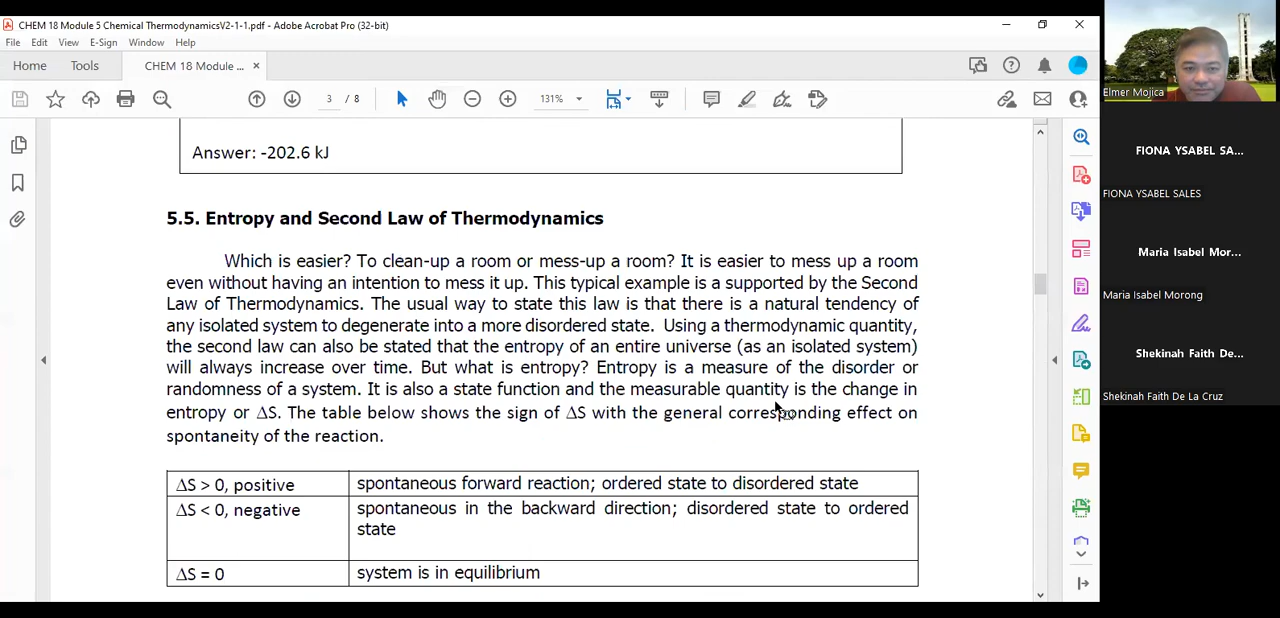 CHEM 18 Module 5 Chemical ThermodynamicsV2-1-1.pdf - Adobe Acrobat Pro (32-bit)
File Edit View E-Sign Window Help
Home Tools CHEM 18 Module ... ×
3 / 8 131%
Answer: -202.6 kJ
5.5. Entropy and Second Law of Thermodynamics
Which is easier? To clean-up a room or mess-up a room? It is easier to mess up a room
even without having an intention to mess it up. This typical example is a supported by the Second
Law of Thermodynamics. The usual way to state this law is that there is a natural tendency of
any isolated system to degenerate into a more disordered state. Using a thermodynamic quantity,
the second law can also be stated that the entropy of an entire universe (as an isolated system)
will always increase over time. But what is entropy? Entropy is a measure of the disorder or
randomness of a system. It is also a state function and the measurable quantity is the change in
entropy or ΔS. The table below shows the sign of ΔS with the general corresponding effect on
spontaneity of the reaction.
ΔS > 0, positive spontaneous forward reaction; ordered state to disordered state
ΔS < 0, negative spontaneous in the backward direction; disordered state to ordered
state
ΔS = 0 system is in equilibrium
Elmer Mojica
FIONA YSABEL SA...
FIONA YSABEL SALES
Maria Isabel Mor...
Maria Isabel Morong
Shekinah Faith De...
Shekinah Faith De La Cruz